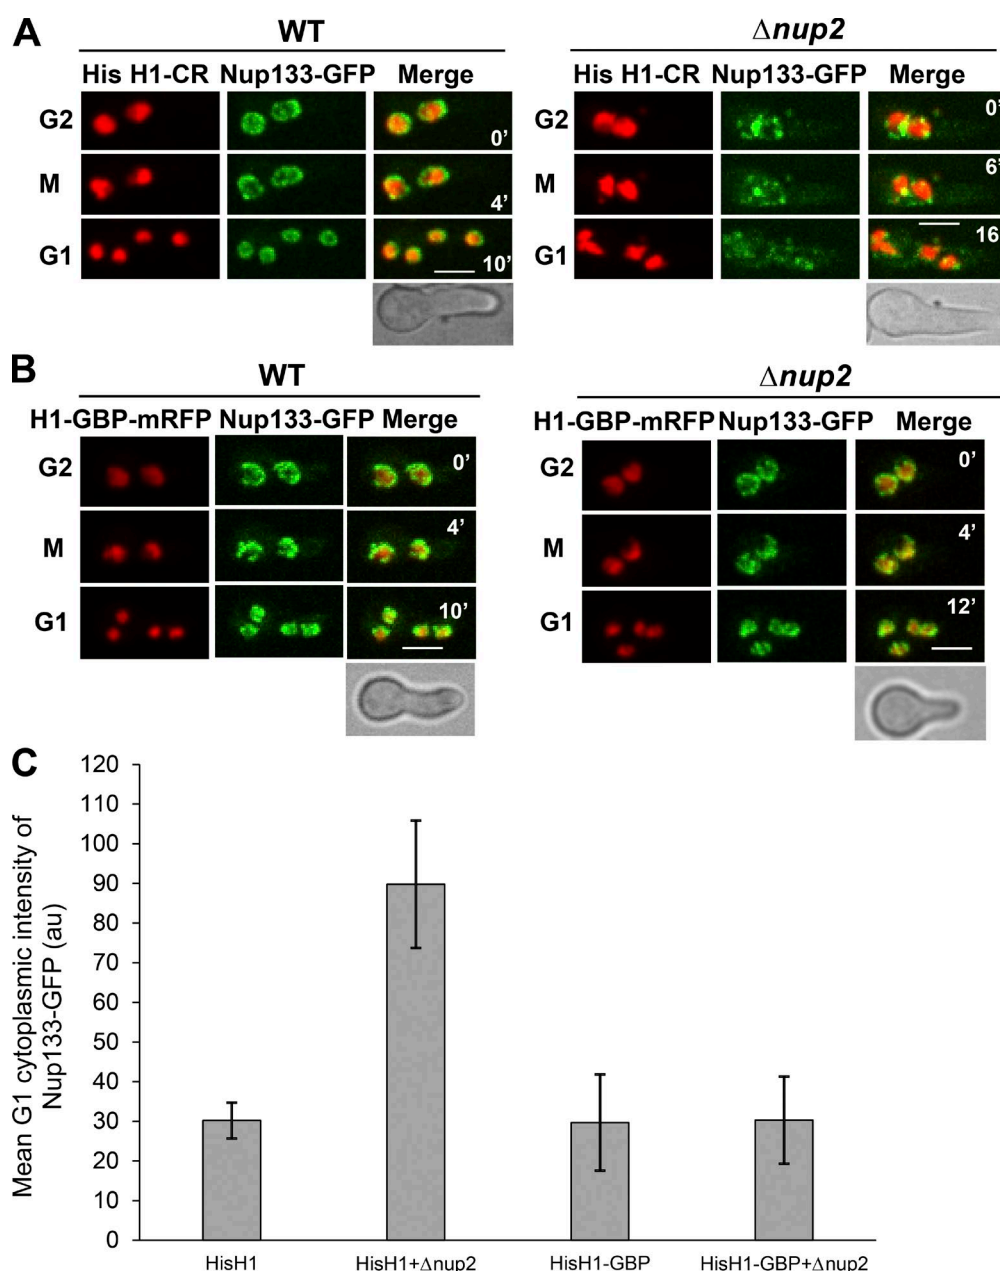 A
WT
Δnup2
His H1-CR Nup133-GFP Merge
His H1-CR Nup133-GFP Merge
G2
0'
G2
0'
M
4'
M
6'
G1
10'
G1
16
B
WT
Δnup2
H1-GBP-mRFP Nup133-GFP Merge
H1-GBP-mRFP Nup133-GFP Merge
G2
0'
G2
0'
M
4'
M
4'
G1
10'
G1
12'
C
Mean G1 cytoplasmic intensity of
Nup133-GFP (au)
120
110
100
90
80
70
60
50
40
30
20
10
0
HisH1
HisH1+Δnup2
HisH1-GBP
HisH1-GBP+Δnup2